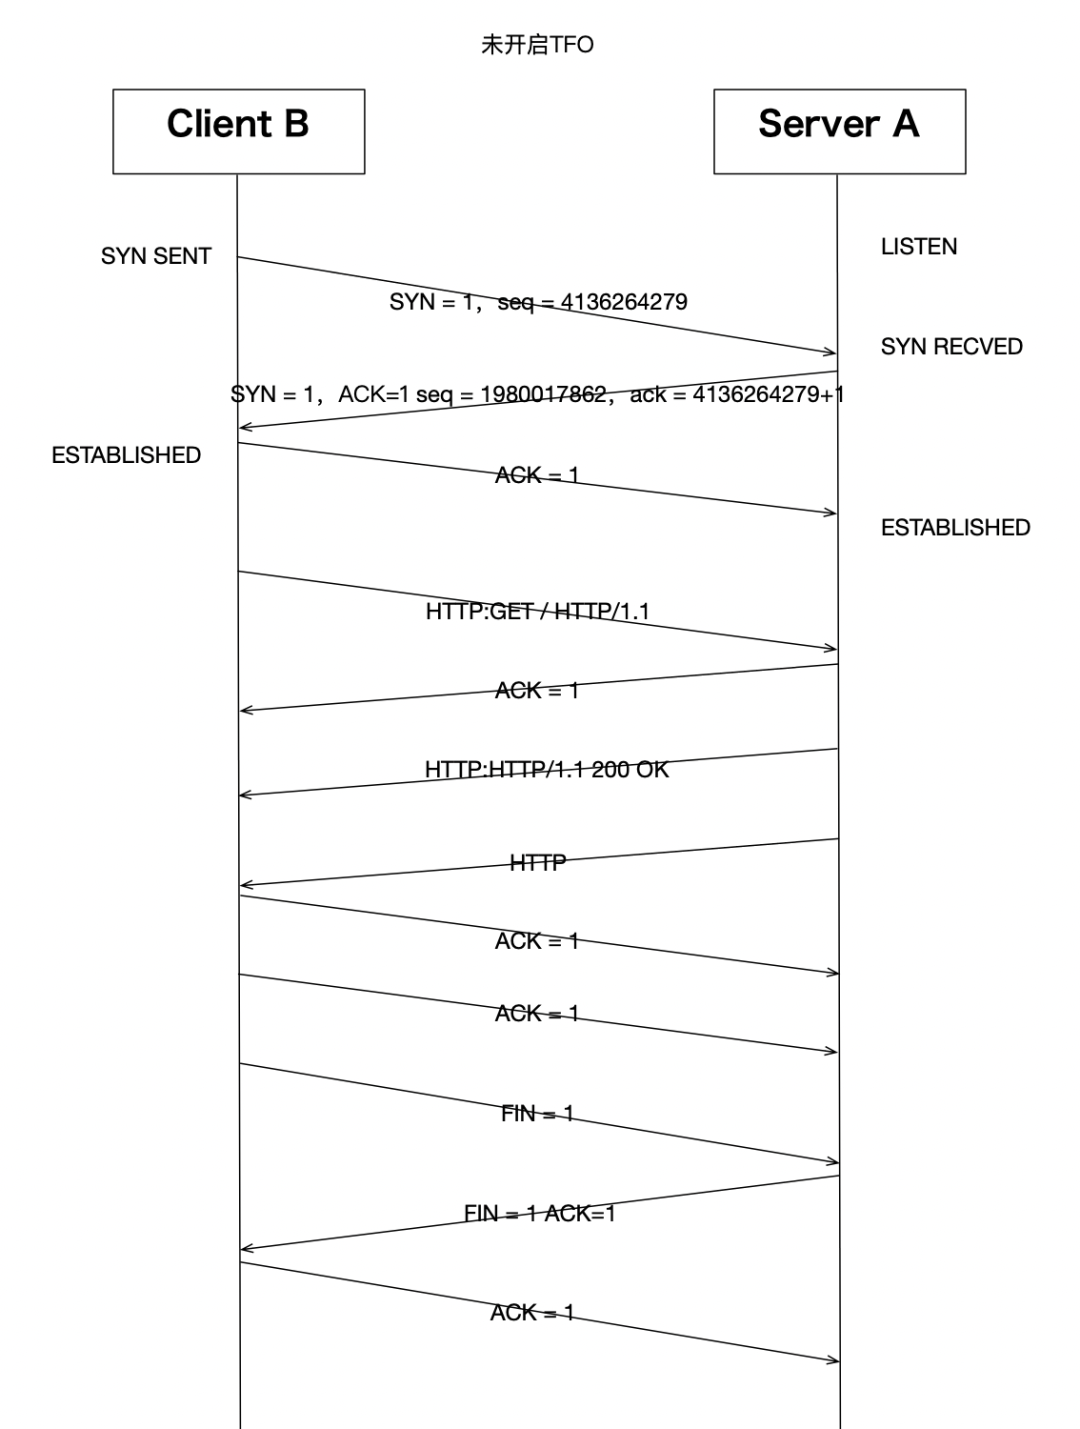 未开启TFO
Client B
Server A
LISTEN
SYN SENT
SYN = 1，seq = 4136264279
SYN RECVED
SYN = 1，ACK=1 seq = 1980017862，ack = 4136264279+1
ESTABLISHED
ACK = 1
ESTABLISHED
HTTP:GET / HTTP/1.1
ACK = 1
HTTP:HTTP/1.1 200 OK
HTTP
ACK = 1
ACK = 1
FIN = 1
FIN = 1 ACK=1
ACK = 1